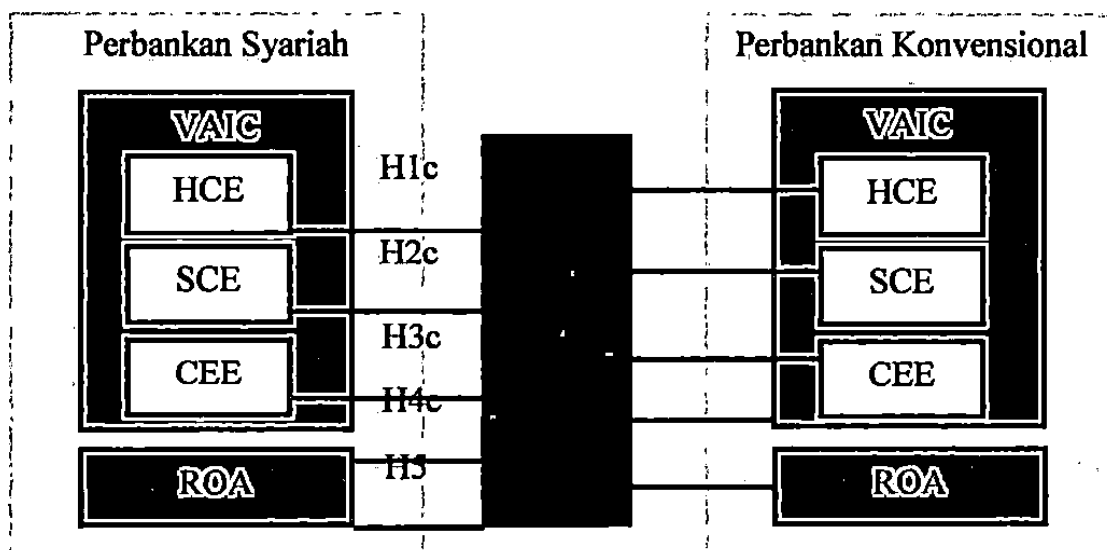 Perbankan Syariah
VAIC
HCE
SCE
CEE
ROA
H1c
H2c
H3c
H4c
H5
Perbankan Konvensional
VAIC
HCE
SCE
CEE
ROA